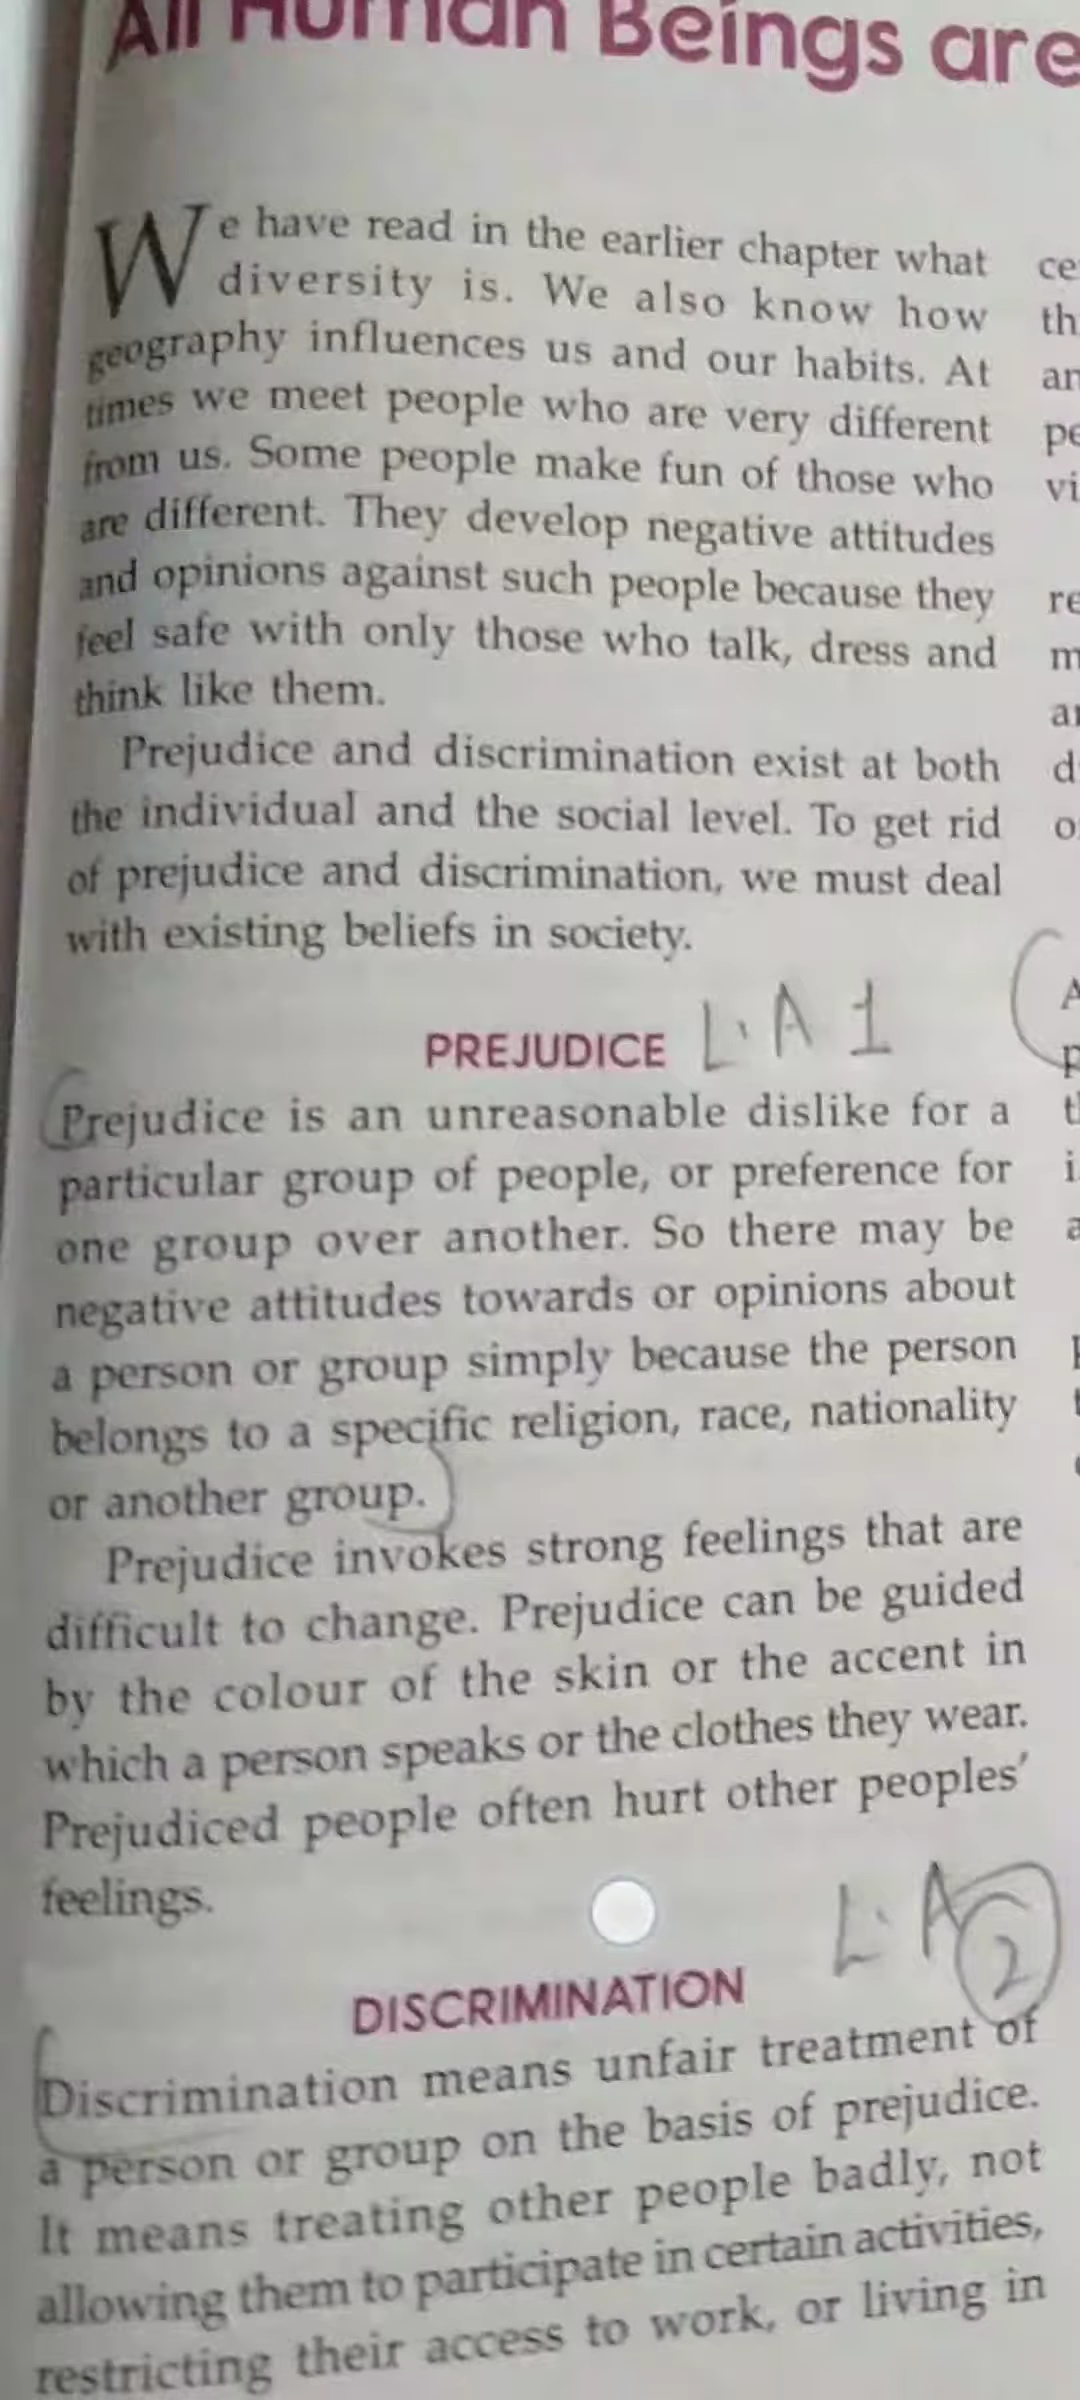 All Human Beings are
We have read in the earlier chapter what
diversity is. We also know how
geography influences us and our habits. At
times we meet people who are very different
from us. Some people make fun of those who
are different. They develop negative attitudes
and opinions against such people because they
feel safe with only those who talk, dress and
think like them.
Prejudice and discrimination exist at both
the individual and the social level. To get rid
of prejudice and discrimination, we must deal
with existing beliefs in society.
PREJUDICE L.A 1
Prejudice is an unreasonable dislike for a
particular group of people, or preference for
one group over another. So there may be
negative attitudes towards or opinions about
a person or group simply because the person
belongs to a specific religion, race, nationality
or another group.
Prejudice invokes strong feelings that are
difficult to change. Prejudice can be guided
by the colour of the skin or the accent in
which a person speaks or the clothes they wear.
Prejudiced people often hurt other peoples'
feelings.
L.A 2
DISCRIMINATION
Discrimination means unfair treatment of
a person or group on the basis of prejudice.
It means treating other people badly, not
allowing them to participate in certain activities,
restricting their access to work, or living in